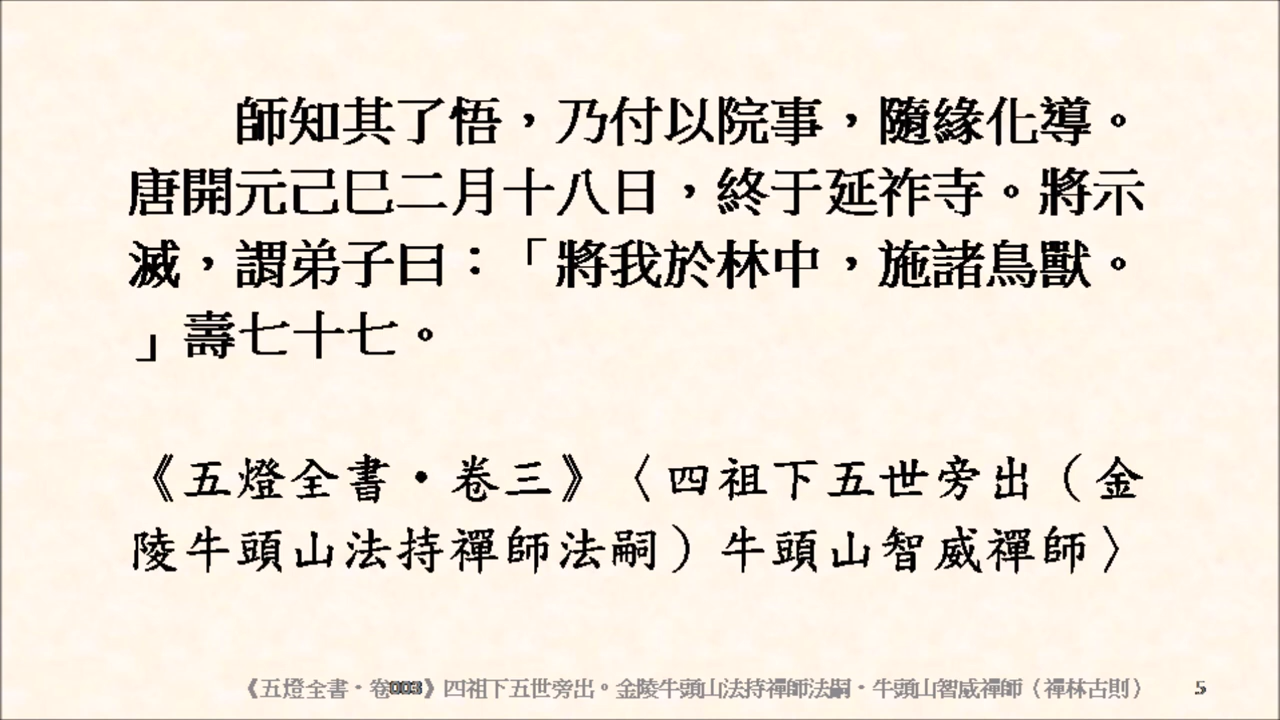 師知其了悟，乃付以院事，隨緣化導。
唐開元己巳二月十八日，終于延祚寺。將示
滅，謂弟子曰：「將我於林中，施諸鳥獸。
」壽七十七。
《五燈全書・卷三》〈四祖下五世旁出（金
陵牛頭山法持禪師法嗣）牛頭山智威禪師〉
《五燈全書・卷003》四祖下五世旁出。金陵牛頭山法持禪師法嗣・牛頭山智威禪師（禪林古則） 5